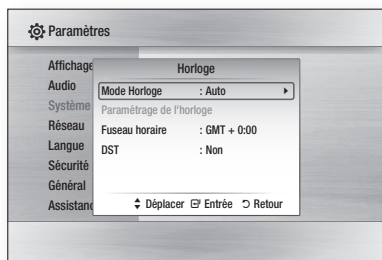 Paramètres
Affichage
Audio
Système
Réseau
Langue
Sécurité
Général
Assistan
Horloge
Mode Horloge : Auto
Paramétrage de l'horloge
Fuseau horaire : GMT + 0:00
DST : Non
Déplacer Entrée Retour